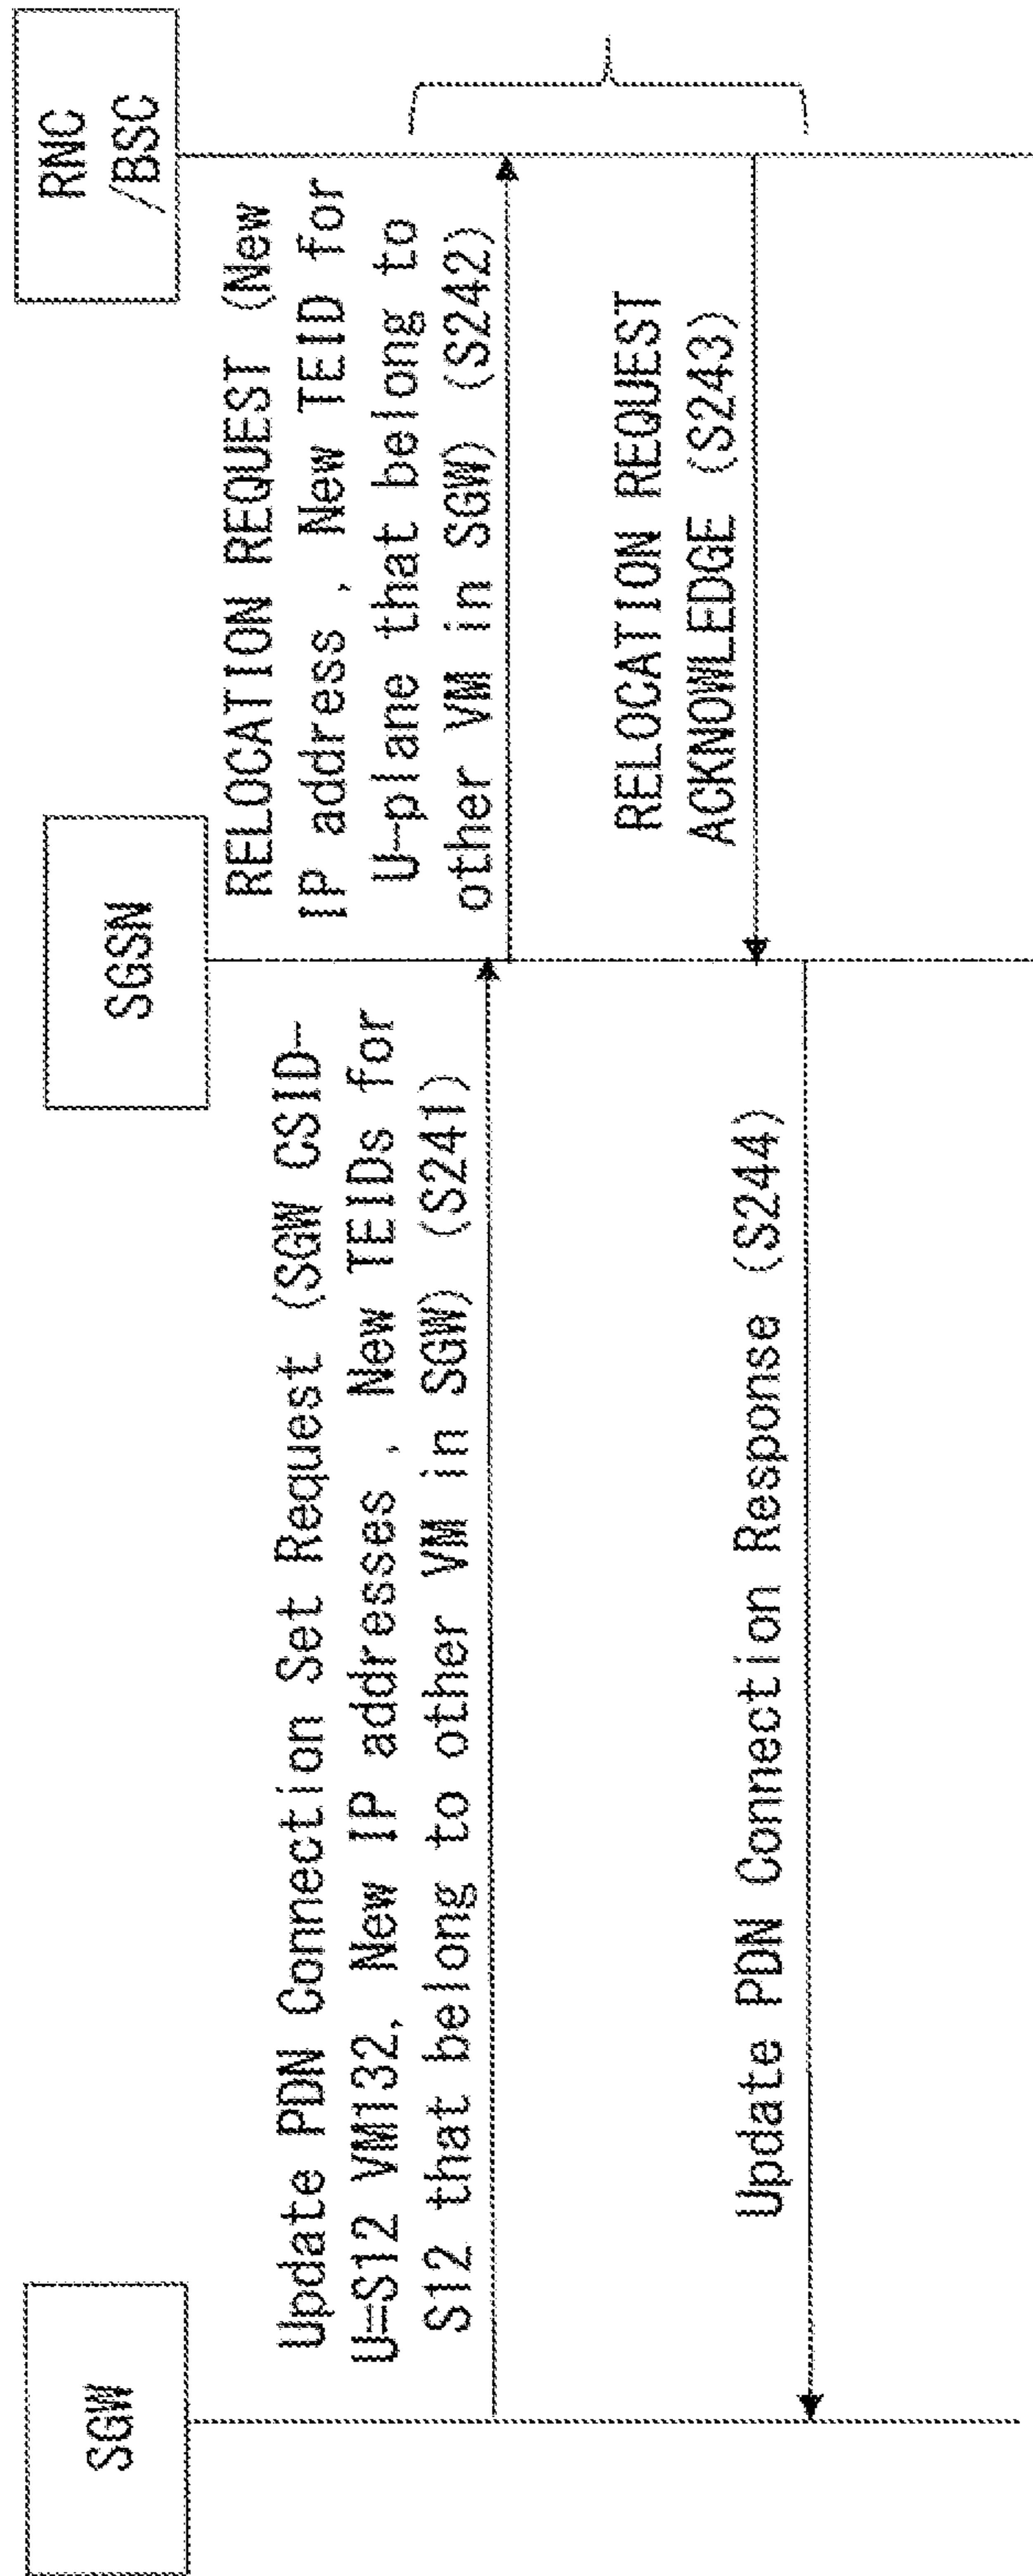 SGW
SGSN
RNC
/BSC
Update PDN Connection Set Request (SGW CSID-
U=S12 VM132, New IP addresses, New TEIDs for
S12 that belong to other VM in SGW) (S241)
RELOCATION REQUEST (New
IP address, New TEID for
U-plane that belong to
other VM in SGW) (S242)
RELOCATION REQUEST
ACKNOWLEDGE (S243)
Update PDN Connection Response (S244)